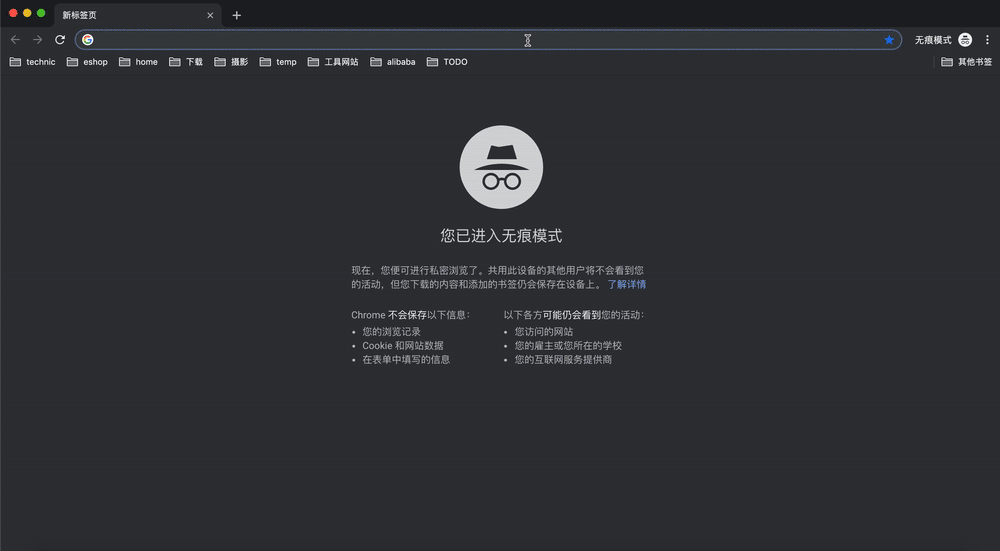 新标签页
无痕模式
technic eshop home 下载 摄影 temp 工具网站 alibaba TODO 其他书签
您已进入无痕模式
现在，您便可进行私密浏览了。共用此设备的其他用户将不会看到您
的活动，但您下载的内容和添加的书签仍会保存在设备上。 了解详情
Chrome 不会保存以下信息：
• 您的浏览记录
• Cookie 和网站数据
• 在表单中填写的信息
以下各方可能仍会看到您的活动：
• 您访问的网站
• 您的雇主或您所在的学校
• 您的互联网服务提供商